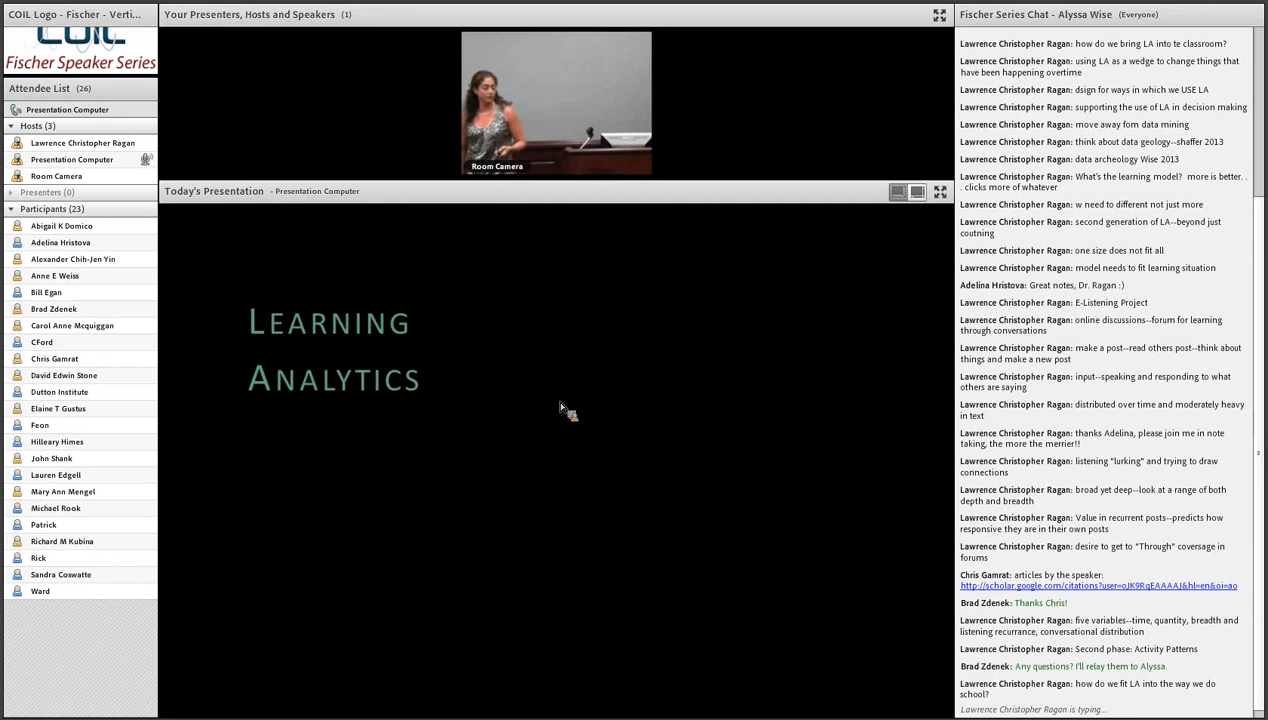 COIL Logo - Fischer - Verti...
COIL
Fischer Speaker Series
Attendee List (26)
Presentation Computer
Hosts (3)
Lawrence Christopher Ragan
Presentation Computer
Room Camera
Presenters (0)
Participants (23)
Abigail K Domico
Adelina Hristova
Alexander Chih-Jen Yin
Anne E Weiss
Bill Egan
Brad Zdenek
Carol Anne Mcquiggan
CFord
Chris Gamrat
David Edwin Stone
Dutton Institute
Elaine T Gustus
Feon
Hilleary Himes
John Shank
Lauren Edgell
Mary Ann Mengel
Michael Rook
Patrick
Richard M Kubina
Rick
Sandra Coswatte
Ward
Your Presenters, Hosts and Speakers (1)
Room Camera
Today's Presentation - Presentation Computer
LEARNING
ANALYTICS
Fischer Series Chat - Alyssa Wise (Everyone)
Lawrence Christopher Ragan: how do we bring LA into te classroom?
Lawrence Christopher Ragan: using LA as a wedge to change things that
have been happening overtime
Lawrence Christopher Ragan: dsign for ways in which we USE LA
Lawrence Christopher Ragan: supporting the use of LA in decision making
Lawrence Christopher Ragan: move away fom data mining
Lawrence Christopher Ragan: think about data geology--shaffer 2013
Lawrence Christopher Ragan: data archeology Wise 2013
Lawrence Christopher Ragan: What's the learning model? more is better. .
. clicks more of whatever
Lawrence Christopher Ragan: w need to different not just more
Lawrence Christopher Ragan: second generation of LA--beyond just
coutning
Lawrence Christopher Ragan: one size does not fit all
Lawrence Christopher Ragan: model needs to fit learning situation
Adelina Hristova: Great notes, Dr. Ragan :)
Lawrence Christopher Ragan: E-Listening Project
Lawrence Christopher Ragan: online discussions--forum for learning
through conversations
Lawrence Christopher Ragan: make a post--read others post--think about
things and make a new post
Lawrence Christopher Ragan: input--speaking and responding to what
others are saying
Lawrence Christopher Ragan: distributed over time and moderately heavy
in text
Lawrence Christopher Ragan: thanks Adelina, please join me in note
taking, the more the merrier!!
Lawrence Christopher Ragan: listening "lurking" and trying to draw
connections
Lawrence Christopher Ragan: broad yet deep--look at a range of both
depth and breadth
Lawrence Christopher Ragan: Value in recurrent posts--predicts how
responsive they are in their own posts
Lawrence Christopher Ragan: desire to get to "Through" coversage in
forums
Chris Gamrat: articles by the speaker:
http://scholar.google.com/citations?user=oJK9RqEAAAAJ&hl=en&oi=ao
Brad Zdenek: Thanks Chris!
Lawrence Christopher Ragan: five variables--time, quantity, breadth and
listening recurrance, conversational distribution
Lawrence Christopher Ragan: Second phase: Activity Patterns
Brad Zdenek: Any questions? I'll relay them to Alyssa.
Lawrence Christopher Ragan: how do we fit LA into the way we do
school?
Lawrence Christopher Ragan is typing...